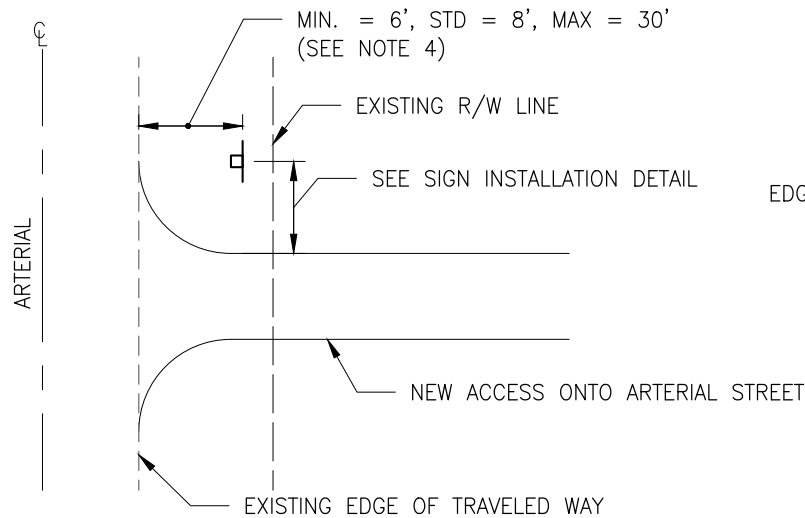 ℄
MIN. = 6', STD = 8', MAX = 30'
(SEE NOTE 4)
EXISTING R/W LINE
SEE SIGN INSTALLATION DETAIL
EDG
ARTERIAL
NEW ACCESS ONTO ARTERIAL STREET
EXISTING EDGE OF TRAVELED WAY